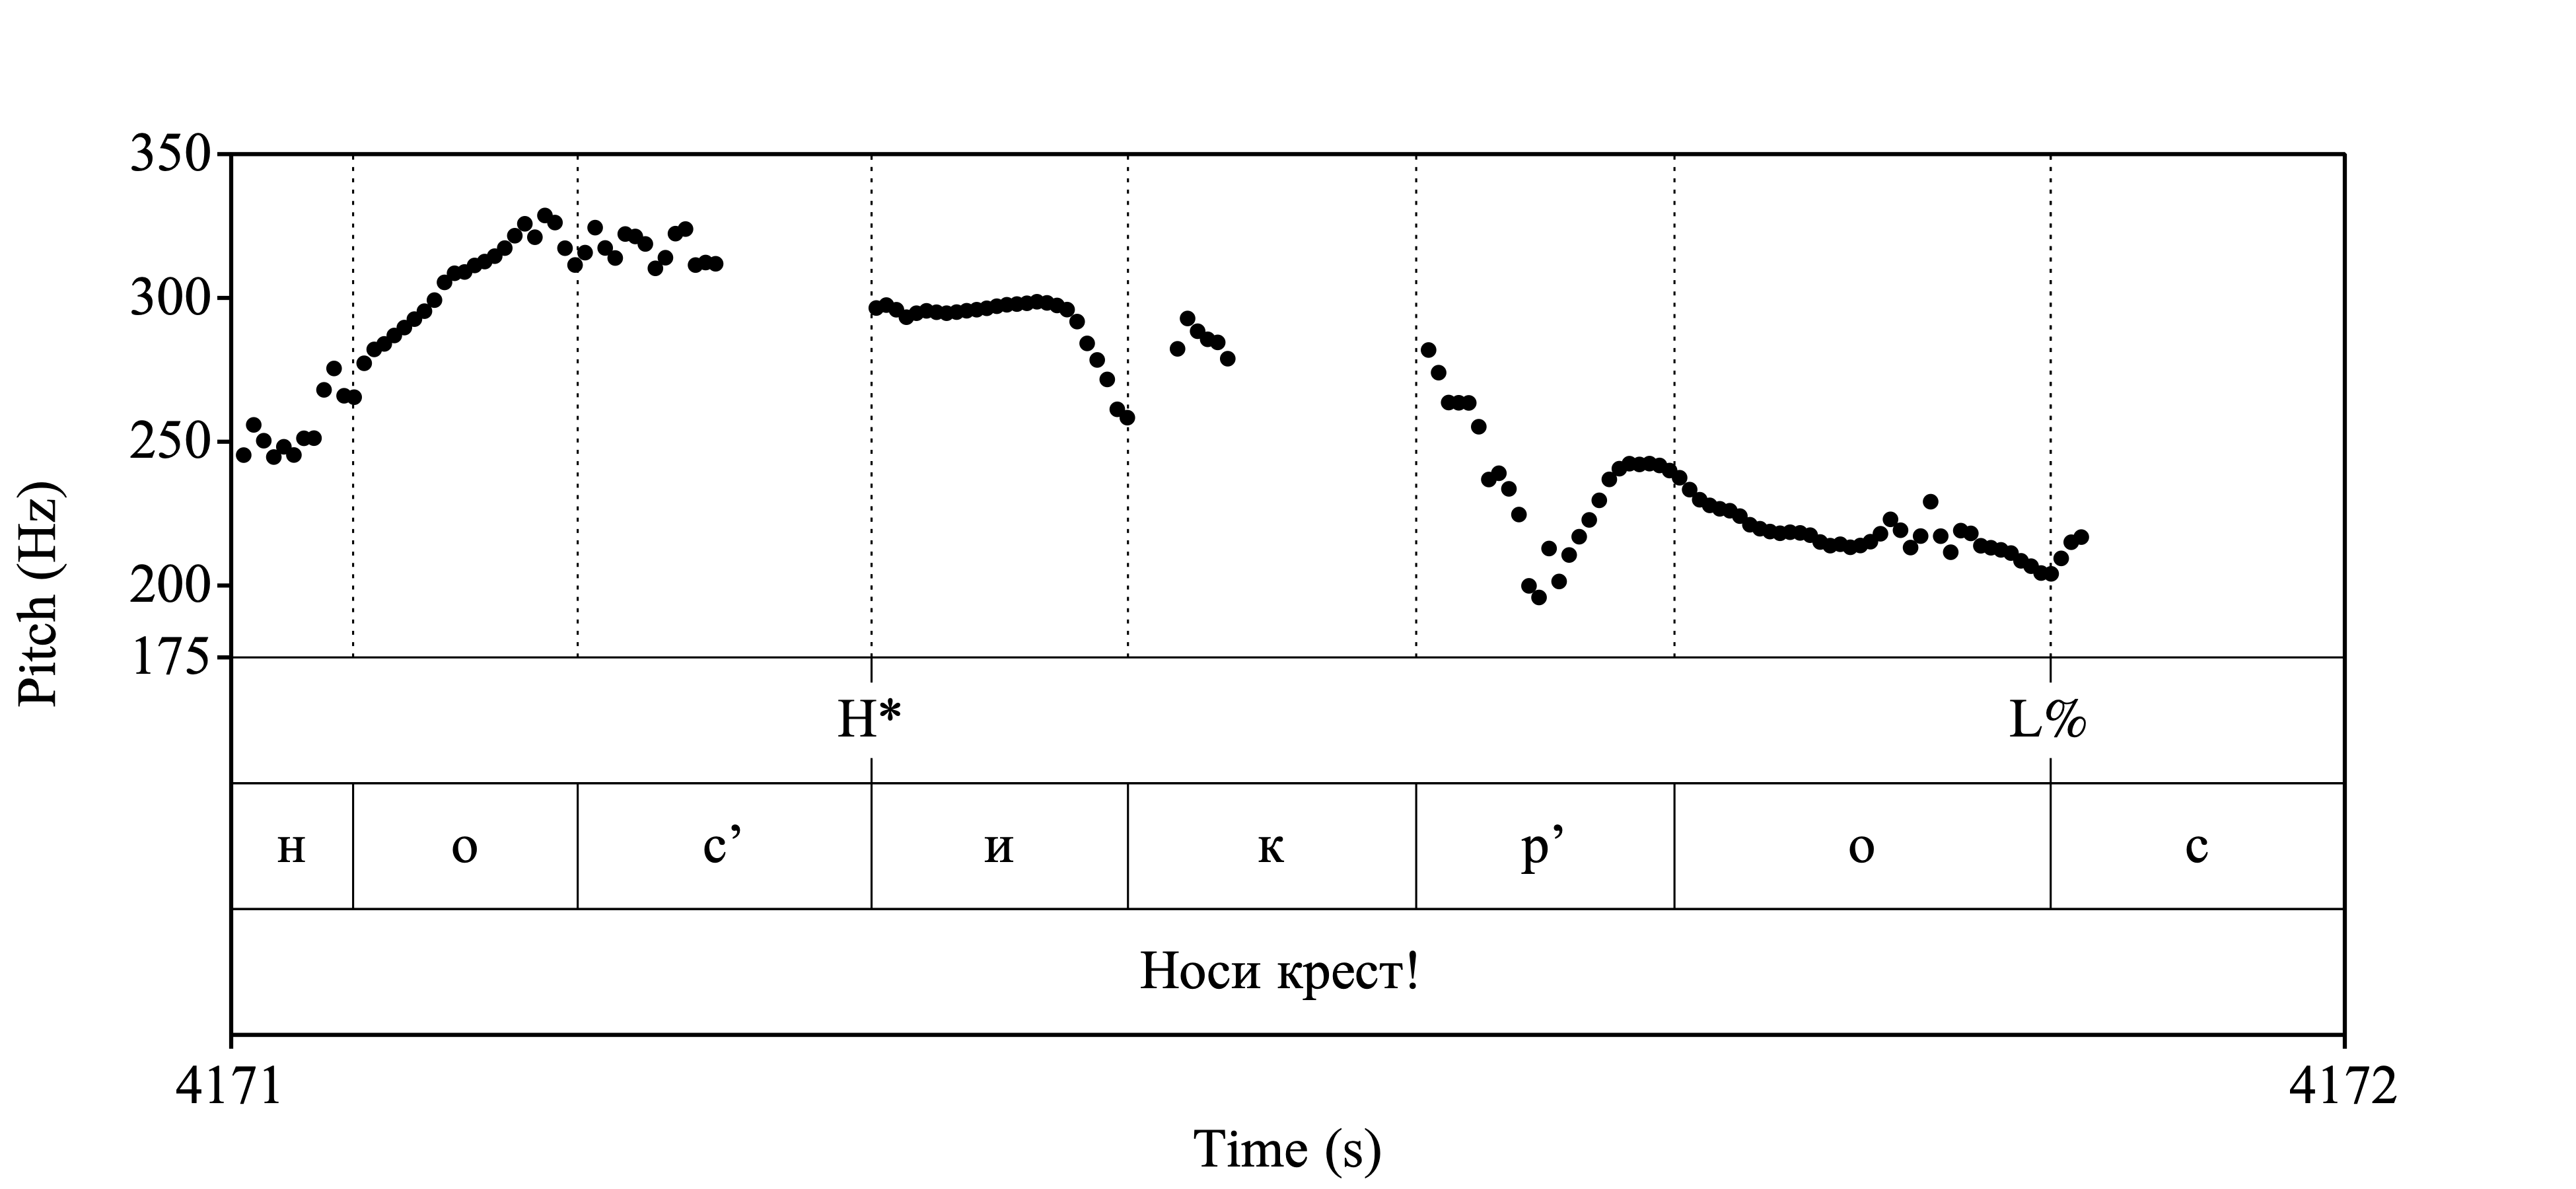 Pitch (Hz)
350
300
250
200
175
H* L%
н о с’ и к р’ о с
Носи крест!
4171 4172
Time (s)